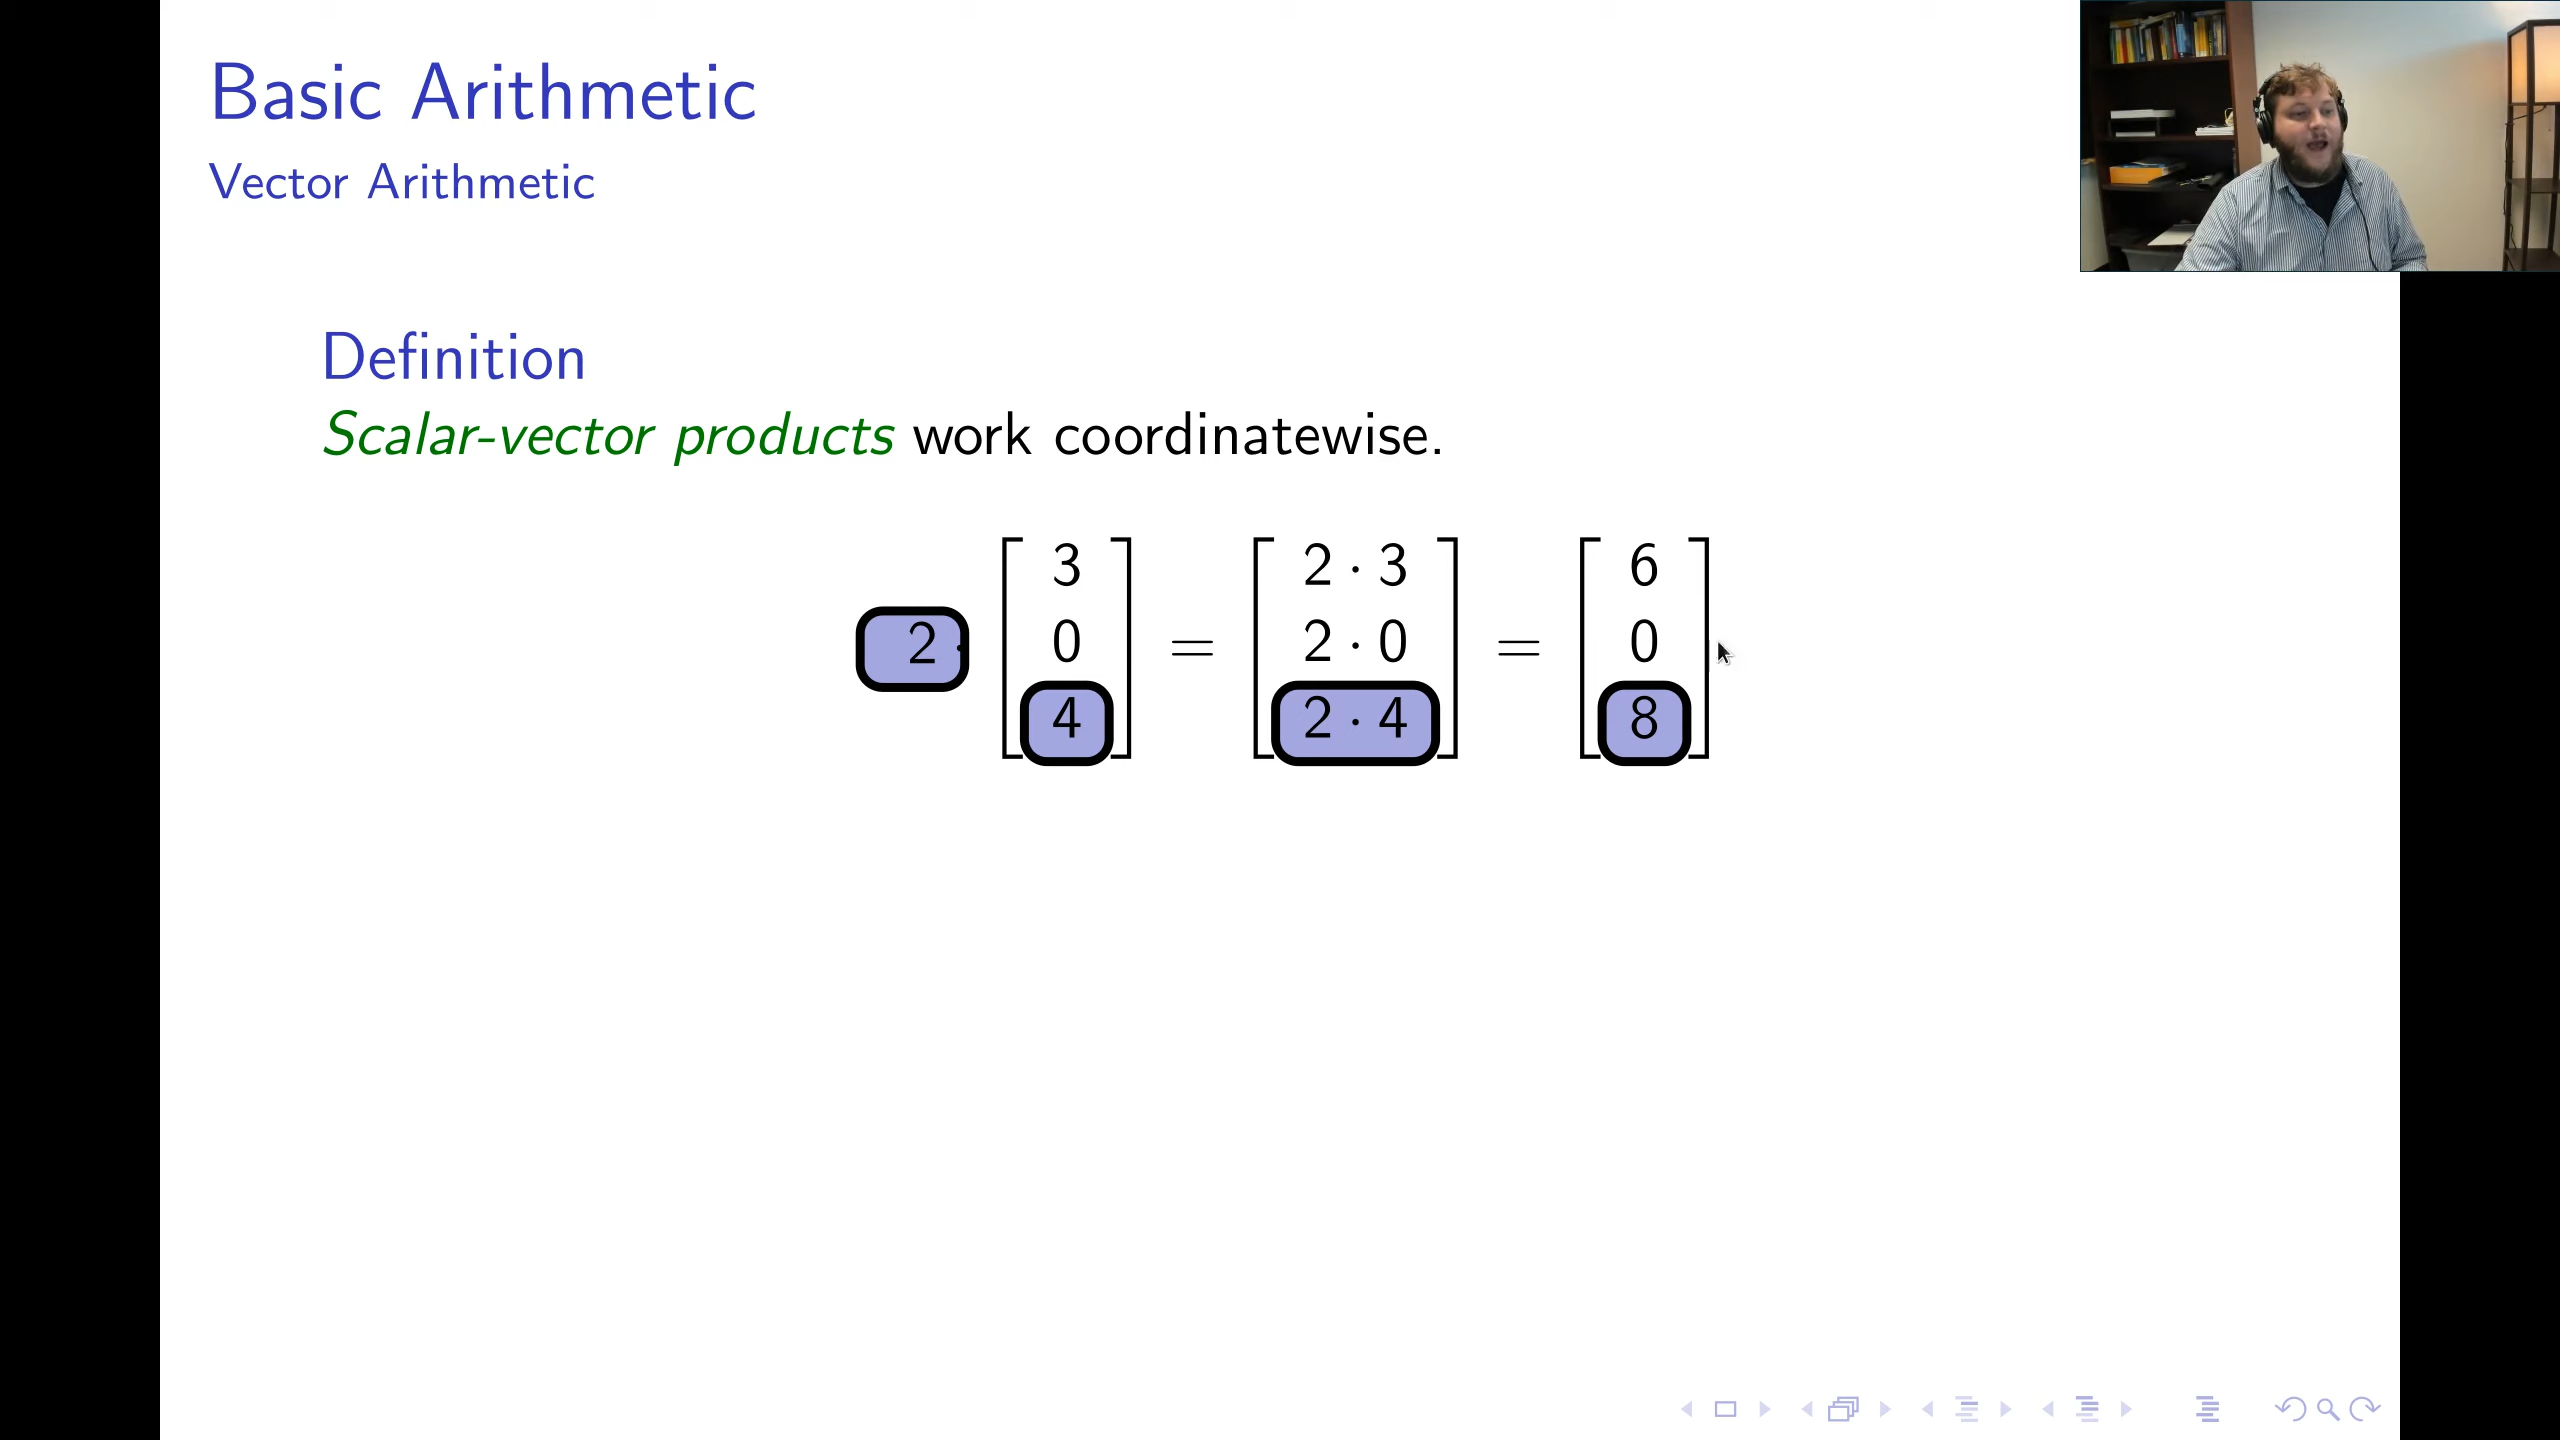 Basic Arithmetic
Vector Arithmetic
Definition
Scalar-vector products work coordinatewise.
3 2 · 3 6
2 · 0 = 2 · 0 = 0
4 2 · 4 8